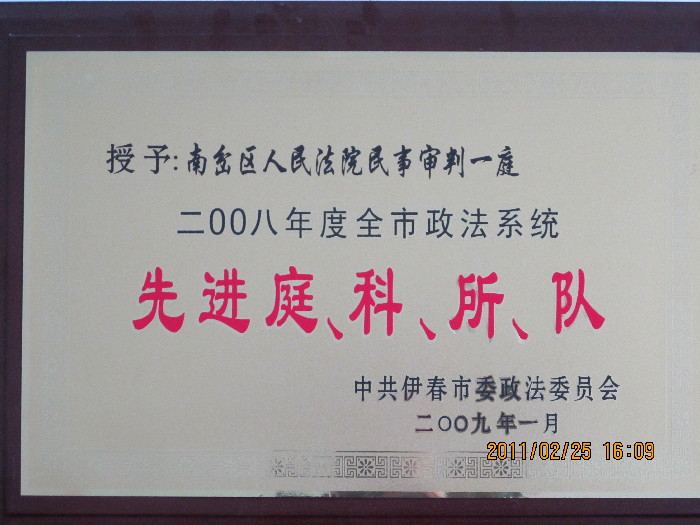 授予:南岔区人民法院民事审判一庭
二00八年度全市政法系统
先进庭、科、所、队
中共伊春市委政法委员会
二〇〇九年一月
2011/02/25 16:09